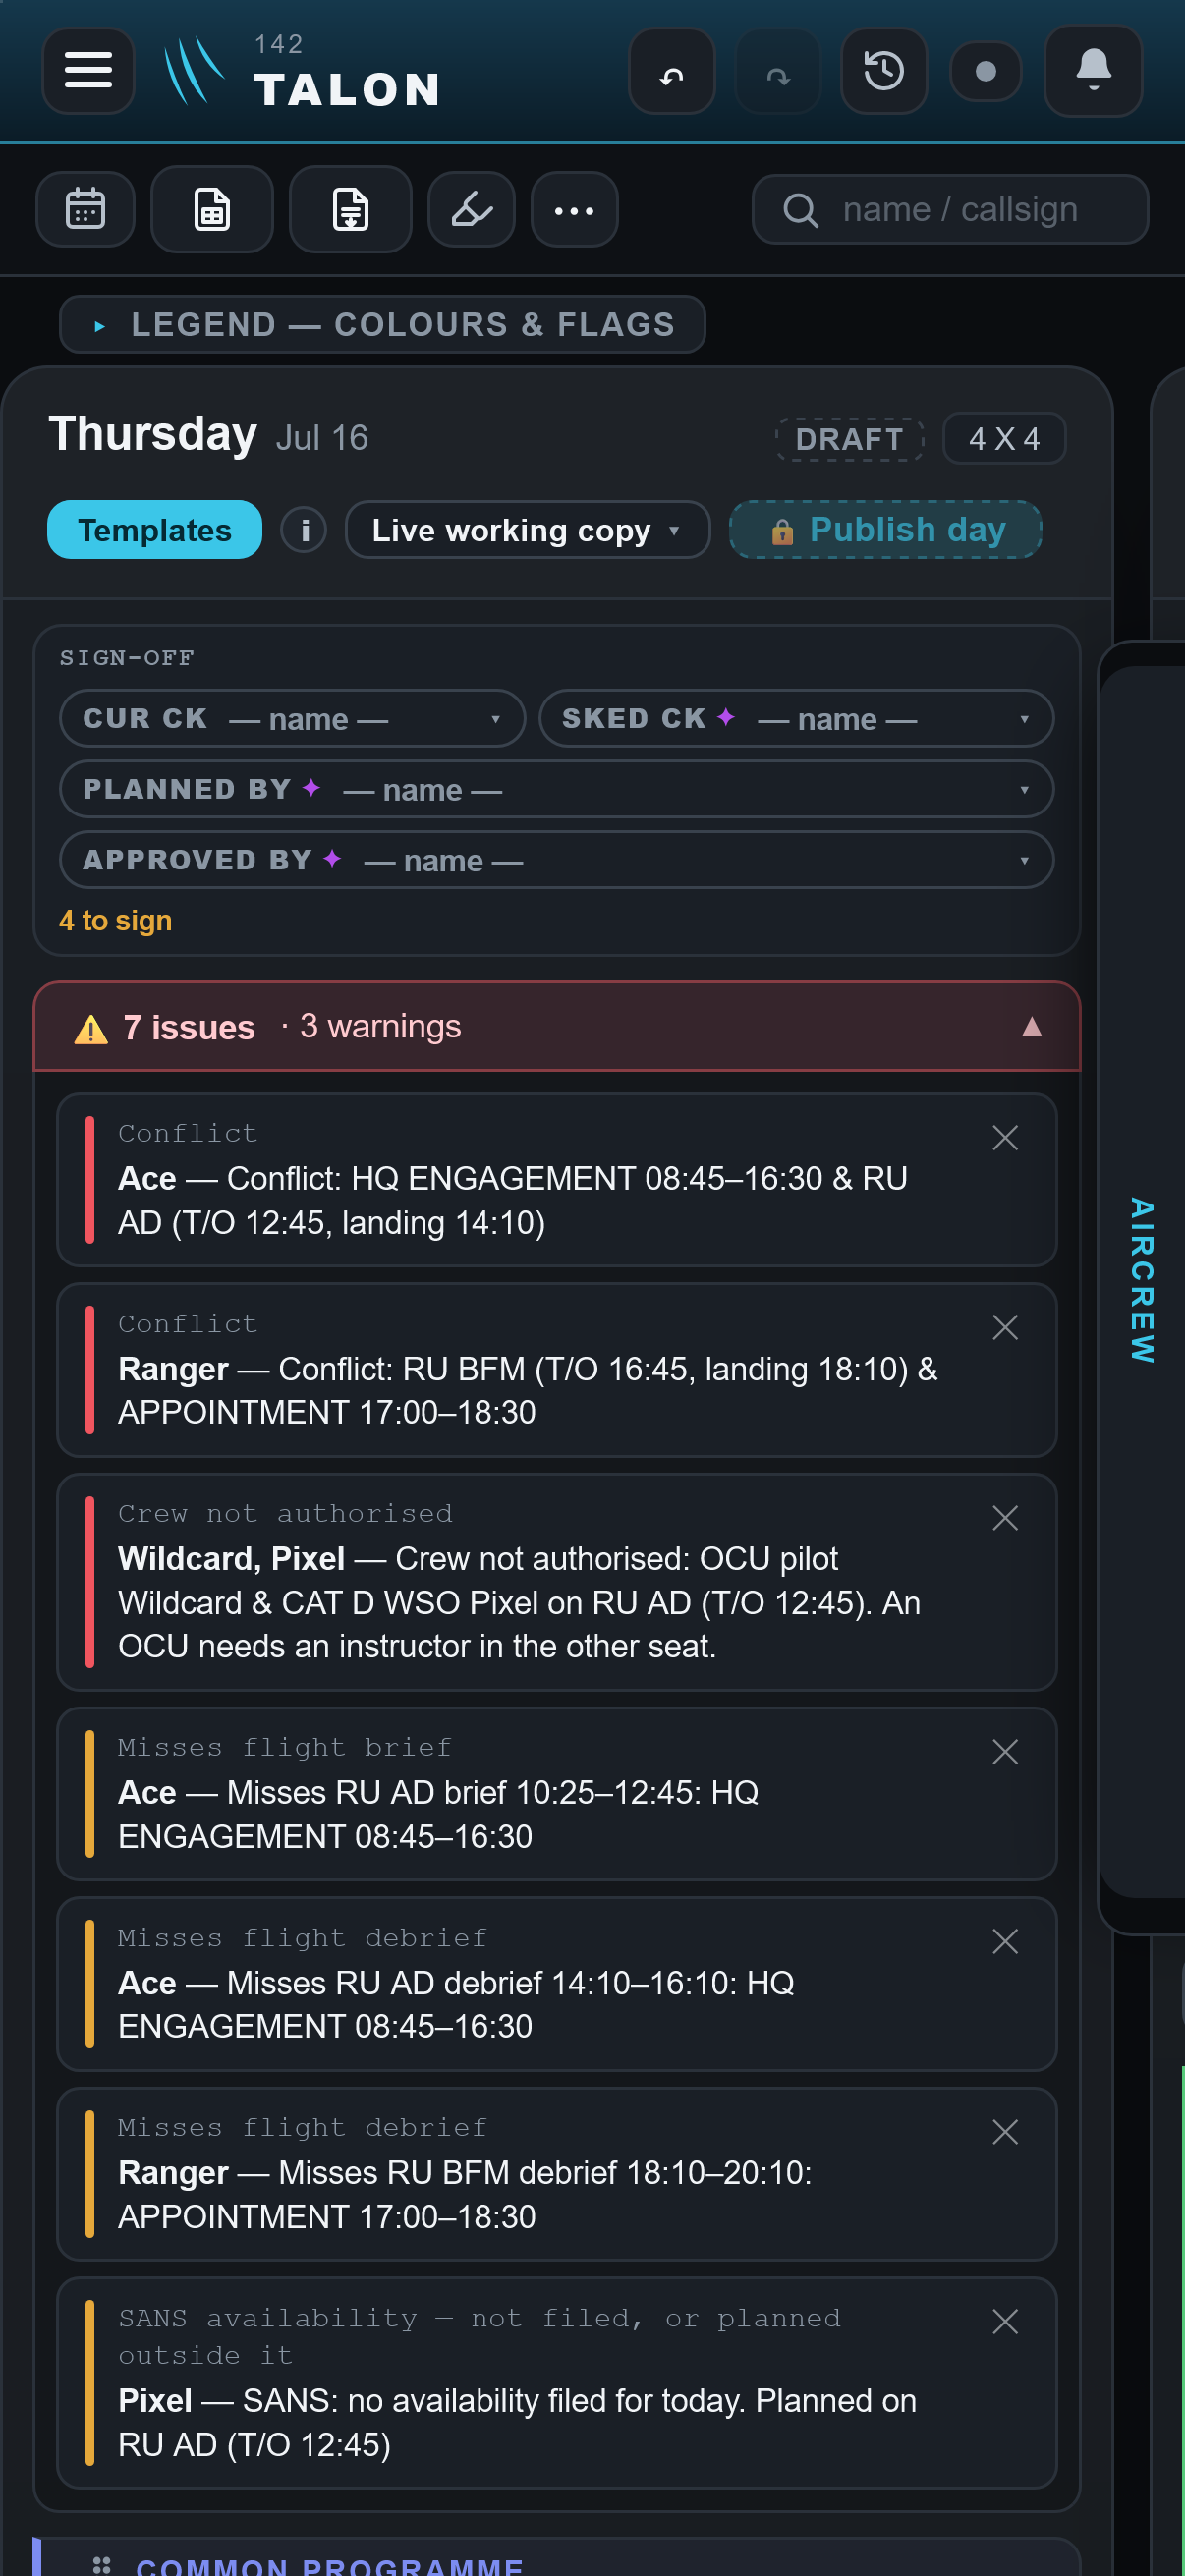 142
TALON
name / callsign
LEGEND — COLOURS & FLAGS
Thursday Jul 16 DRAFT 4 X 4
Templates i Live working copy Publish day
SIGN-OFF
CUR CK — name — SKED CK — name —
PLANNED BY — name —
APPROVED BY — name —
4 to sign
7 issues · 3 warnings
Conflict
Ace — Conflict: HQ ENGAGEMENT 08:45–16:30 & RU
AD (T/O 12:45, landing 14:10)
Conflict
Ranger — Conflict: RU BFM (T/O 16:45, landing 18:10) &
APPOINTMENT 17:00–18:30
Crew not authorised
Wildcard, Pixel — Crew not authorised: OCU pilot
Wildcard & CAT D WSO Pixel on RU AD (T/O 12:45). An
OCU needs an instructor in the other seat.
Misses flight brief
Ace — Misses RU AD brief 10:25–12:45: HQ
ENGAGEMENT 08:45–16:30
Misses flight debrief
Ace — Misses RU AD debrief 14:10–16:10: HQ
ENGAGEMENT 08:45–16:30
Misses flight debrief
Ranger — Misses RU BFM debrief 18:10–20:10:
APPOINTMENT 17:00–18:30
SANS availability — not filed, or planned
outside it
Pixel — SANS: no availability filed for today. Planned on
RU AD (T/O 12:45)
COMMON PROGRAMME
AIRCREW